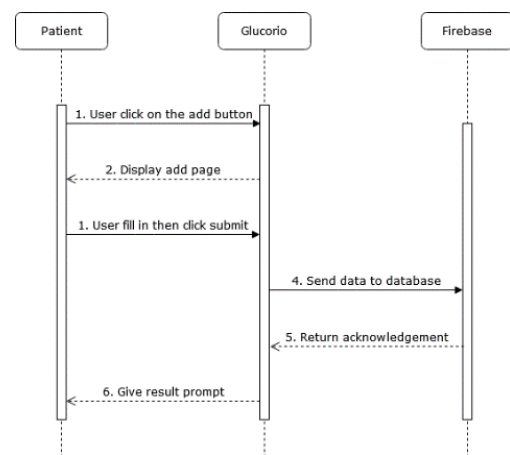 Patient
Glucorio
Firebase
1. User click on the add button
2. Display add page
1. User fill in then click submit
4. Send data to database
5. Return acknowledgement
6. Give result prompt